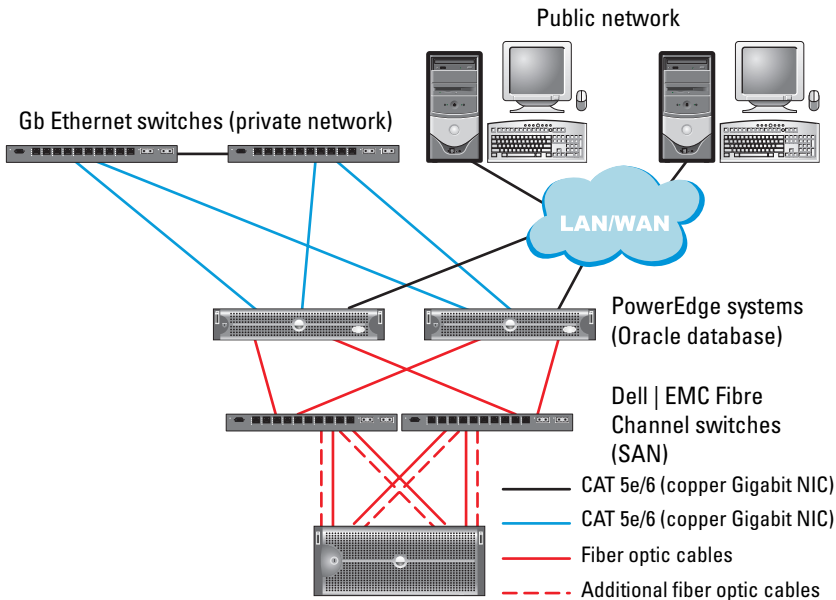 Public network
Gb Ethernet switches (private network)
LAN/WAN
PowerEdge systems
(Oracle database)
Dell | EMC Fibre
Channel switches
(SAN)
CAT 5e/6 (copper Gigabit NIC)
CAT 5e/6 (copper Gigabit NIC)
Fiber optic cables
Additional fiber optic cables